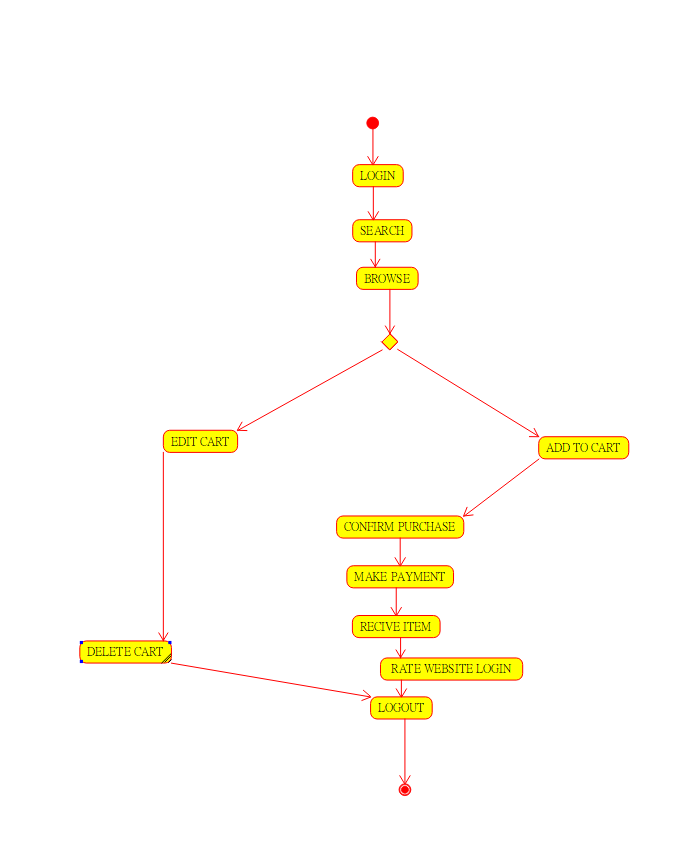 LOGIN
SEARCH
BROWSE
EDIT CART
ADD TO CART
CONFIRM PURCHASE
MAKE PAYMENT
RECIVE ITEM
DELETE CART
RATE WEBSITE LOGIN
LOGOUT